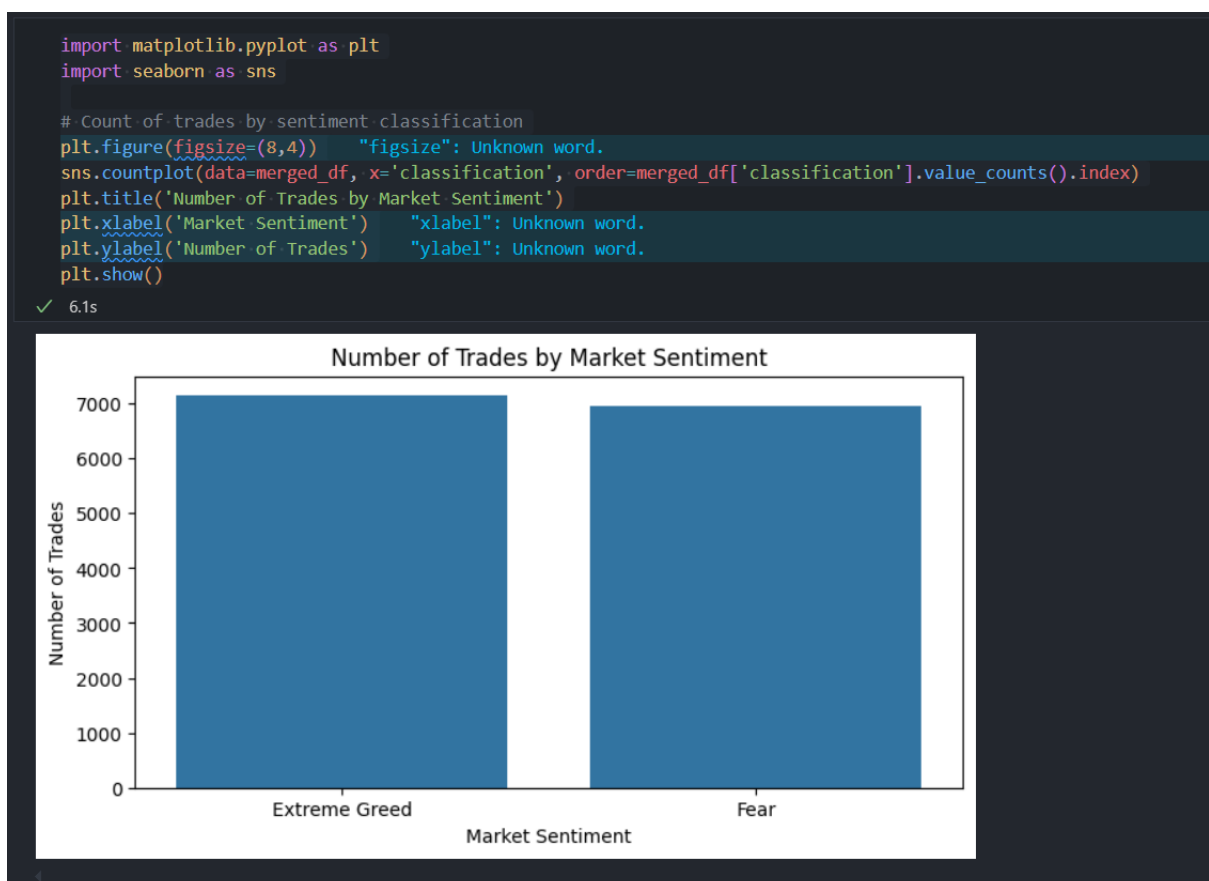 import matplotlib.pyplot as plt
import seaborn as sns
# Count of trades by sentiment classification
plt.figure(figsize=(8,4))    "figsize": Unknown word.
sns.countplot(data=merged_df, x='classification', order=merged_df['classification'].value_counts().index)
plt.title('Number of Trades by Market Sentiment')
plt.xlabel('Market Sentiment')    "xlabel": Unknown word.
plt.ylabel('Number of Trades')    "ylabel": Unknown word.
plt.show()
6.1s
Number of Trades by Market Sentiment
Number of Trades
7000
6000
5000
4000
3000
2000
1000
0
Extreme Greed
Fear
Market Sentiment